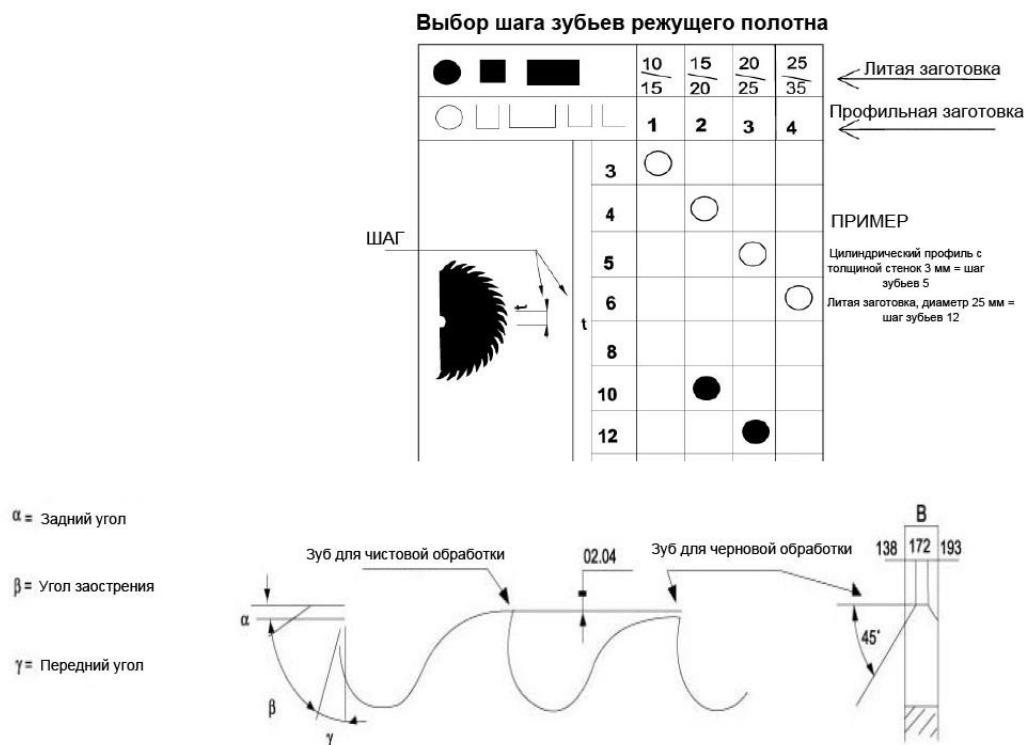 Выбор шага зубьев режущего полотна
10/15 15/20 20/25 25/35
Литая заготовка
1 2 3 4
Профильная заготовка
3
4
ПРИМЕР
ШАГ
5
Цилиндрический профиль с
толщиной стенок 3 мм = шаг
зубьев 5
6
Литая заготовка, диаметр 25 мм =
шаг зубьев 12
t
t
8
10
12
α = Задний угол
β = Угол заострения
γ = Передний угол
Зуб для чистовой обработки
02.04
Зуб для черновой обработки
B
138 172 193
α
45°
β
γ